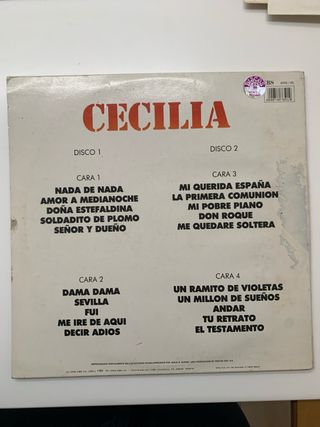 CECILIA
DISCO 1
CARA 1
NADA DE NADA
AMOR A MEDIANOCHE
DOÑA ESTEFALDINA
SOLDADITO DE PLOMO
SEÑOR Y DUEÑO
CARA 2
DAMA DAMA
SEVILLA
FUI
ME IRE DE AQUI
DECIR ADIOS
DISCO 2
CARA 3
MI QUERIDA ESPAÑA
LA PRIMERA COMUNION
MI POBRE PIANO
DON ROQUE
ME QUEDARE SOLTERA
CARA 4
UN RAMITO DE VIOLETAS
UN MILLON DE SUEÑOS
ANDAR
TU RETRATO
EL TESTAMENTO